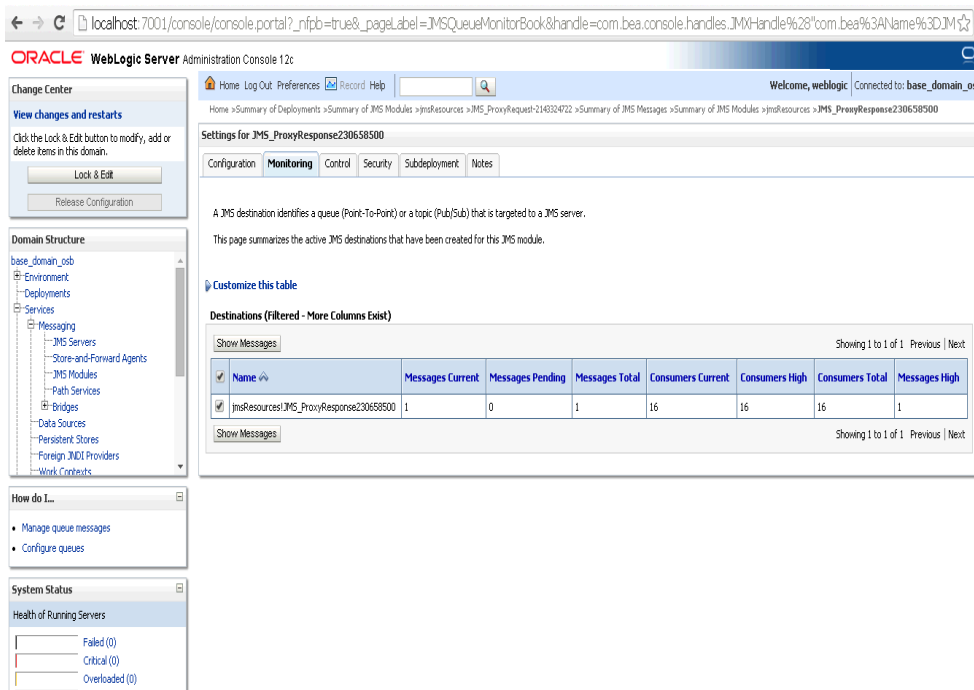 localhost:7001/console/console.portal?_nfpb=true&_pageLabel=JMSQueueMonitorBook&handle=com.bea.console.handles.JMXHandle%28"com.bea%3AName%3DJM
ORACLE WebLogic Server Administration Console 12c
Change Center
View changes and restarts
Click the Lock & Edit button to modify, add or
delete items in this domain.
Lock & Edit
Release Configuration
Domain Structure
base_domain_osb
Environment
Deployments
Services
Messaging
JMS Servers
Store-and-Forward Agents
JMS Modules
Path Services
Bridges
Data Sources
Persistent Stores
Foreign JNDI Providers
Work Contexts
How do I...
Manage queue messages
Configure queues
System Status
Health of Running Servers
Failed (0)
Critical (0)
Overloaded (0)
Home Log Out Preferences Record Help
Welcome, weblogic Connected to: base_domain_os
Home >Summary of Deployments >Summary of JMS Modules >jmsResources >JMS_ProxyRequest-2143324722 >Summary of JMS Messages >Summary of JMS Modules >jmsResources >JMS_ProxyResponse230658500
Settings for JMS_ProxyResponse230658500
Configuration Monitoring Control Security Subdeployment Notes
A JMS destination identifies a queue (Point-To-Point) or a topic (Pub/Sub) that is targeted to a JMS server.
This page summarizes the active JMS destinations that have been created for this JMS module.
Customize this table
Destinations (Filtered - More Columns Exist)
Show Messages Showing 1 to 1 of 1 Previous | Next
Name Messages Current Messages Pending Messages Total Consumers Current Consumers High Consumers Total Messages High
jmsResources!JMS_ProxyResponse230658500 1 0 1 16 16 16 1
Show Messages Showing 1 to 1 of 1 Previous | Next